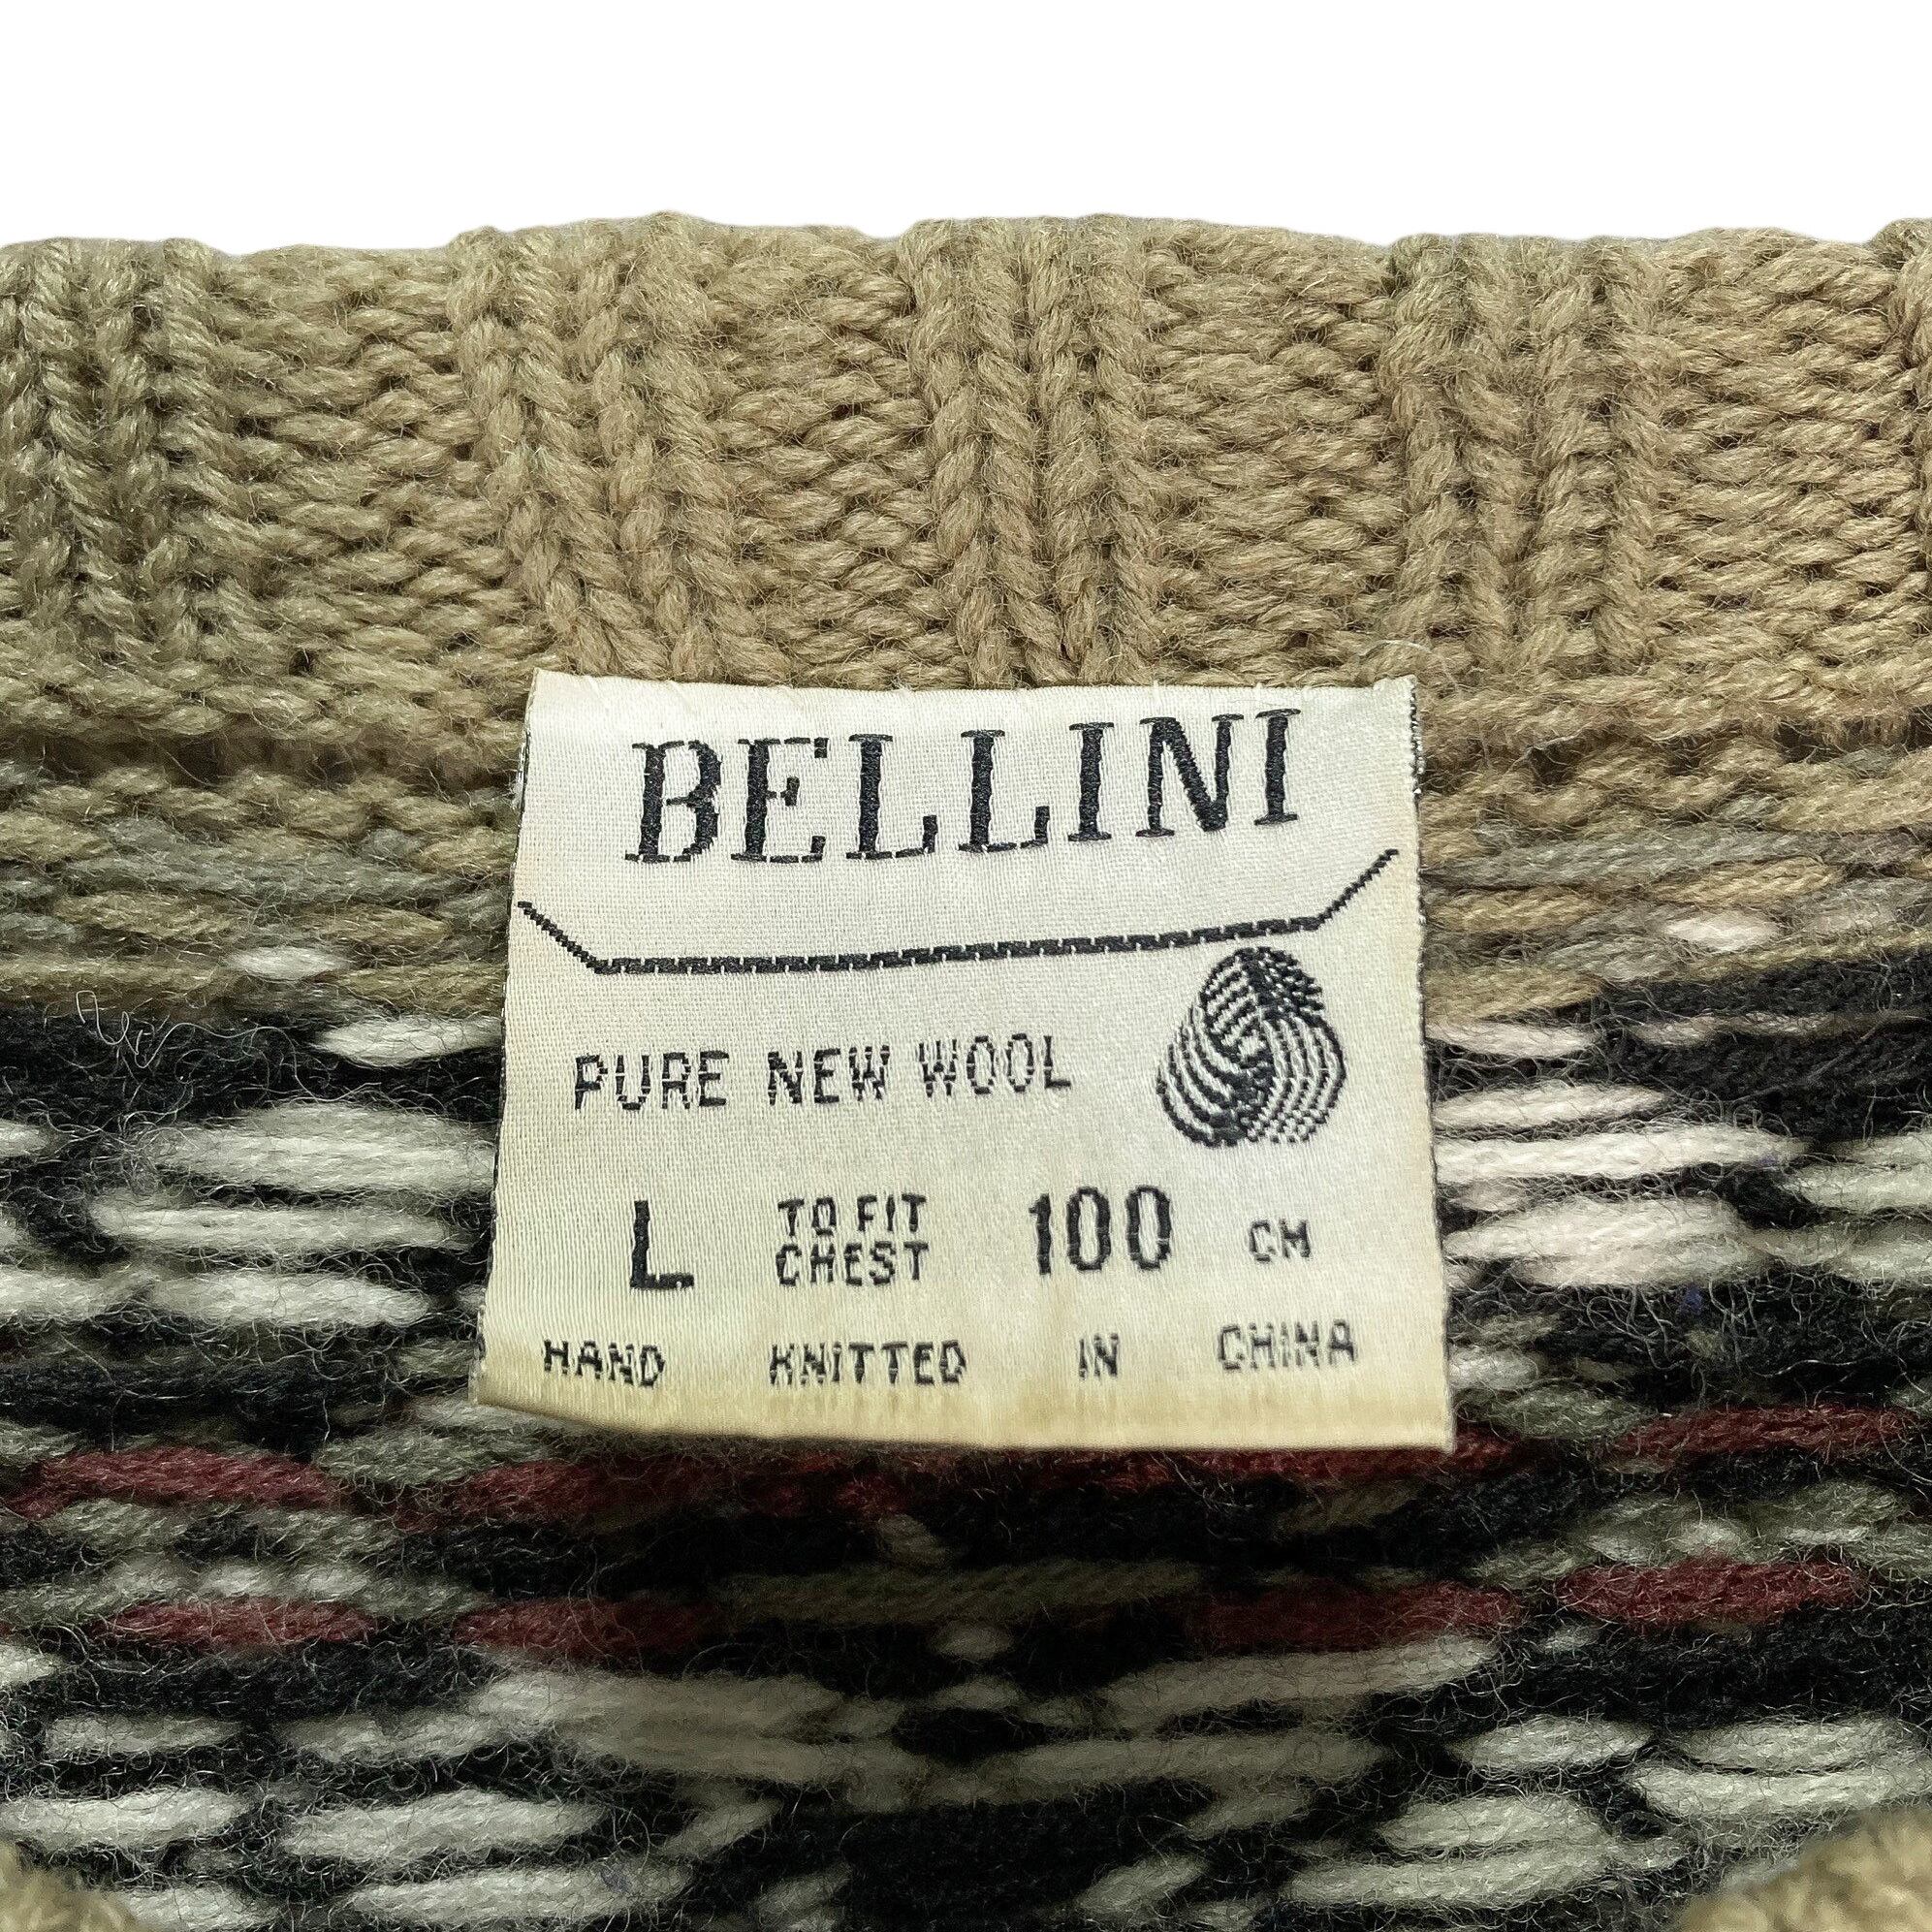 BELLINI
PURE NEW WOOL
L TO FIT CHEST 100 CM
HAND KNITTED IN CHINA